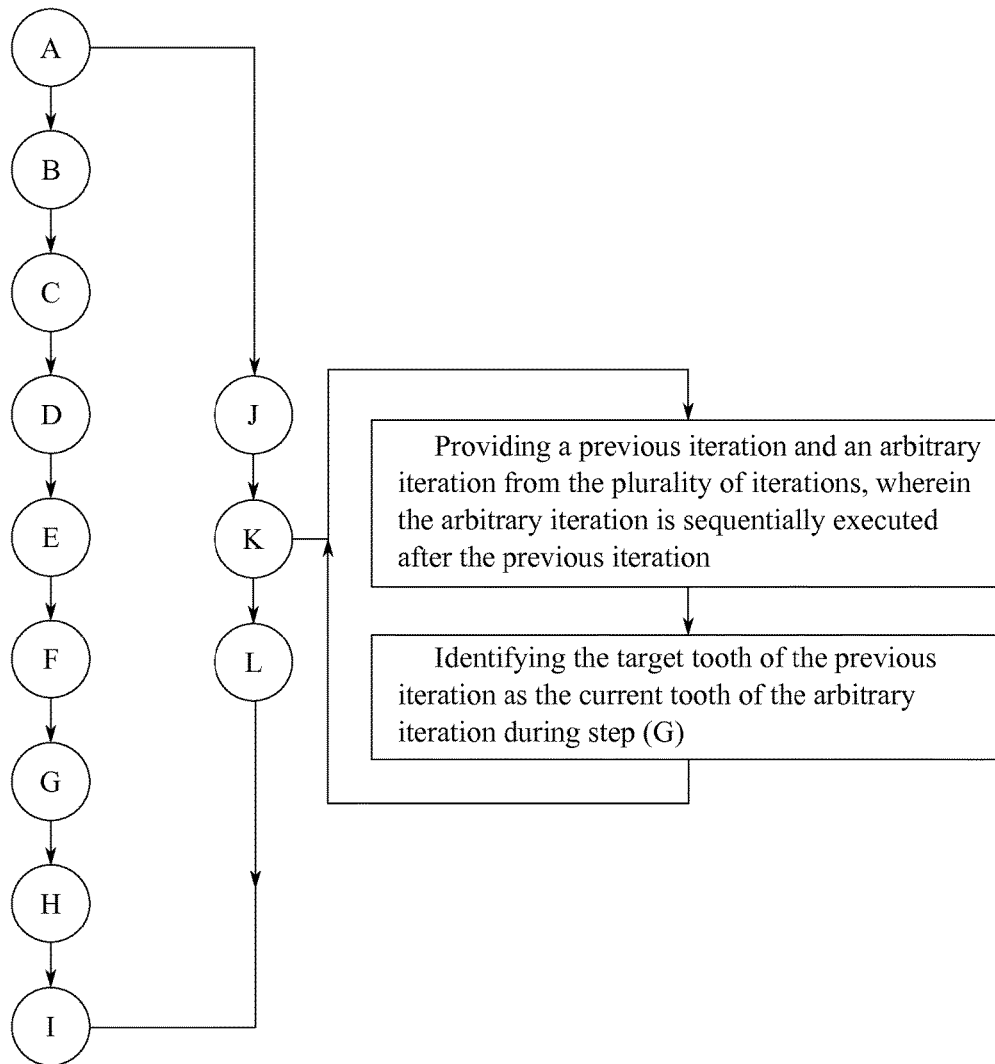 A
B
C
D
E
F
G
H
I
J
K
L
Providing a previous iteration and an arbitrary
iteration from the plurality of iterations, wherein
the arbitrary iteration is sequentially executed
after the previous iteration
Identifying the target tooth of the previous
iteration as the current tooth of the arbitrary
iteration during step (G)